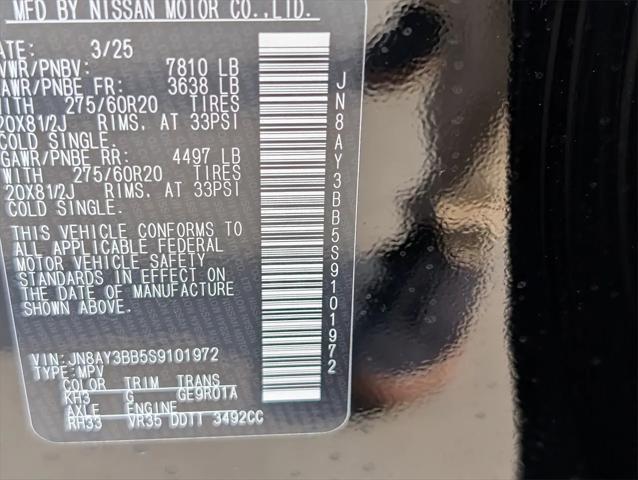 MFD BY NISSAN MOTOR CO.,LTD.
DATE: 3/25
GVWR/PNBV: 7810 LB
GAWR/PNBE FR: 3638 LB
WITH 275/60R20 TIRES
20X81/2J RIMS, AT 33PSI
COLD SINGLE.
GAWR/PNBE RR: 4497 LB
WITH 275/60R20 TIRES
20X81/2J RIMS, AT 33PSI
COLD SINGLE.
THIS VEHICLE CONFORMS TO
ALL APPLICABLE FEDERAL
MOTOR VEHICLE SAFETY
STANDARDS IN EFFECT ON
THE DATE OF MANUFACTURE
SHOWN ABOVE.
JN8AY3BB5S9101972
VIN: JN8AY3BB5S9101972
TYPE: MPV
COLOR TRIM TRANS
KH3 G GE9R01A
AXLE ENGINE
RH33 VR35 DDTT 3492CC